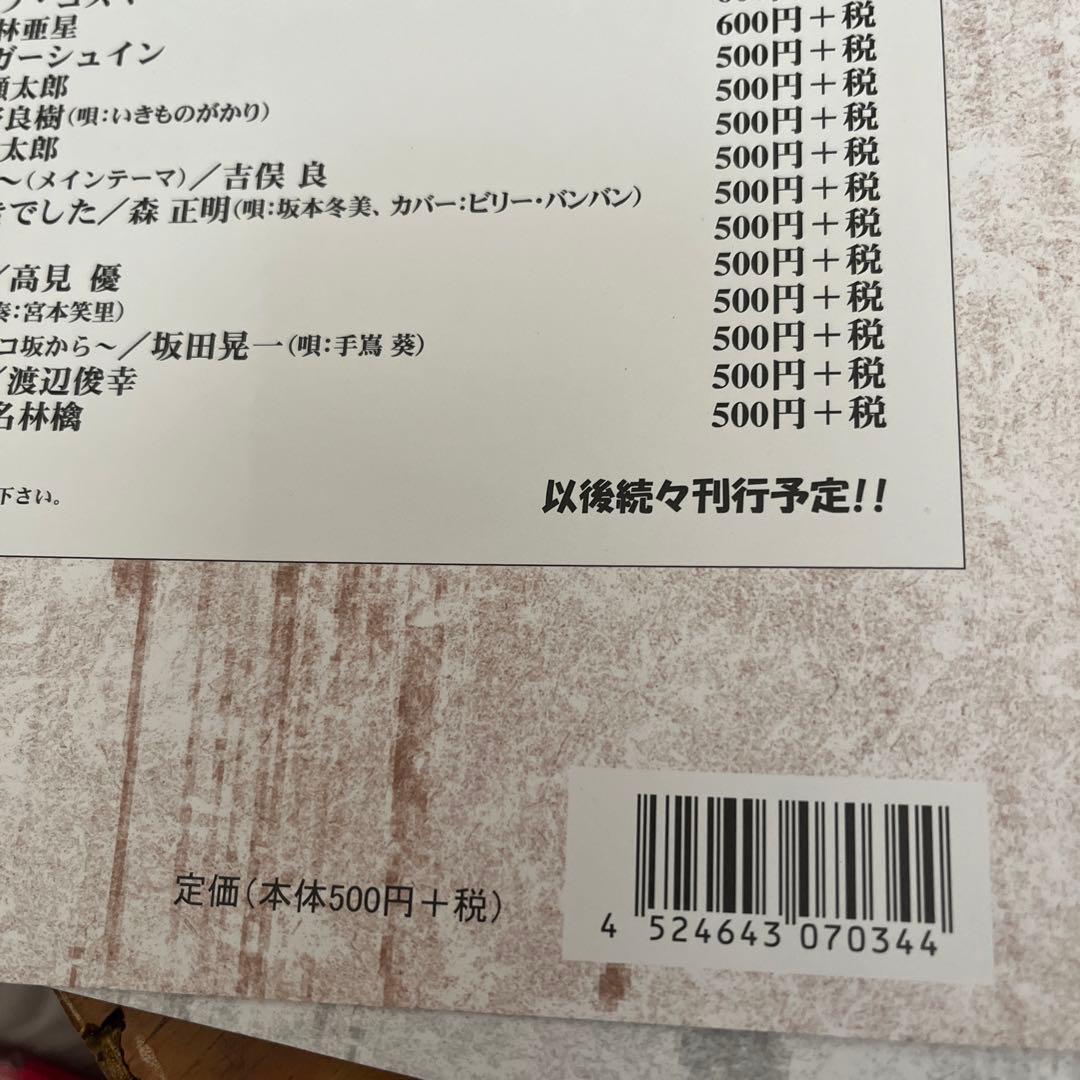 林亜星 600円＋税
ガーシュイン 500円＋税
瀬太郎 500円＋税
良樹(唄:いきものがかり) 500円＋税
太郎 500円＋税
～(メインテーマ)／吉俣 良 500円＋税
きでした／森 正明(唄:坂本冬美、カバー:ビリー・バンバン) 500円＋税
500円＋税
／高見 優 500円＋税
奏:宮本笑里) 500円＋税
コ坂から～／坂田晃一(唄:手嶌 葵) 500円＋税
／渡辺俊幸 500円＋税
名林檎 500円＋税
下さい。
以後続々刊行予定!!
定価(本体500円＋税)
4 524643 070344